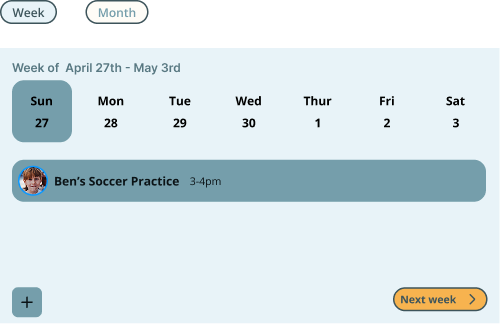 Week Month
Week of April 27th - May 3rd
Sun Mon Tue Wed Thur Fri Sat
27 28 29 30 1 2 3
Ben’s Soccer Practice 3-4pm
+ Next week >